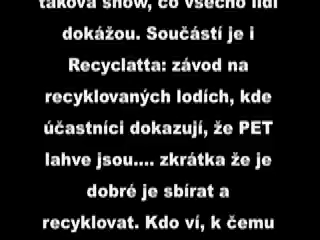 taková show, co všechno lidi
dokážou. Součástí je i
Recyclatta: závod na
recyklovaných lodích, kde
účastníci dokazují, že PET
lahve jsou.... zkrátka že je
dobré je sbírat a
recyklovat. Kdo ví, k čemu